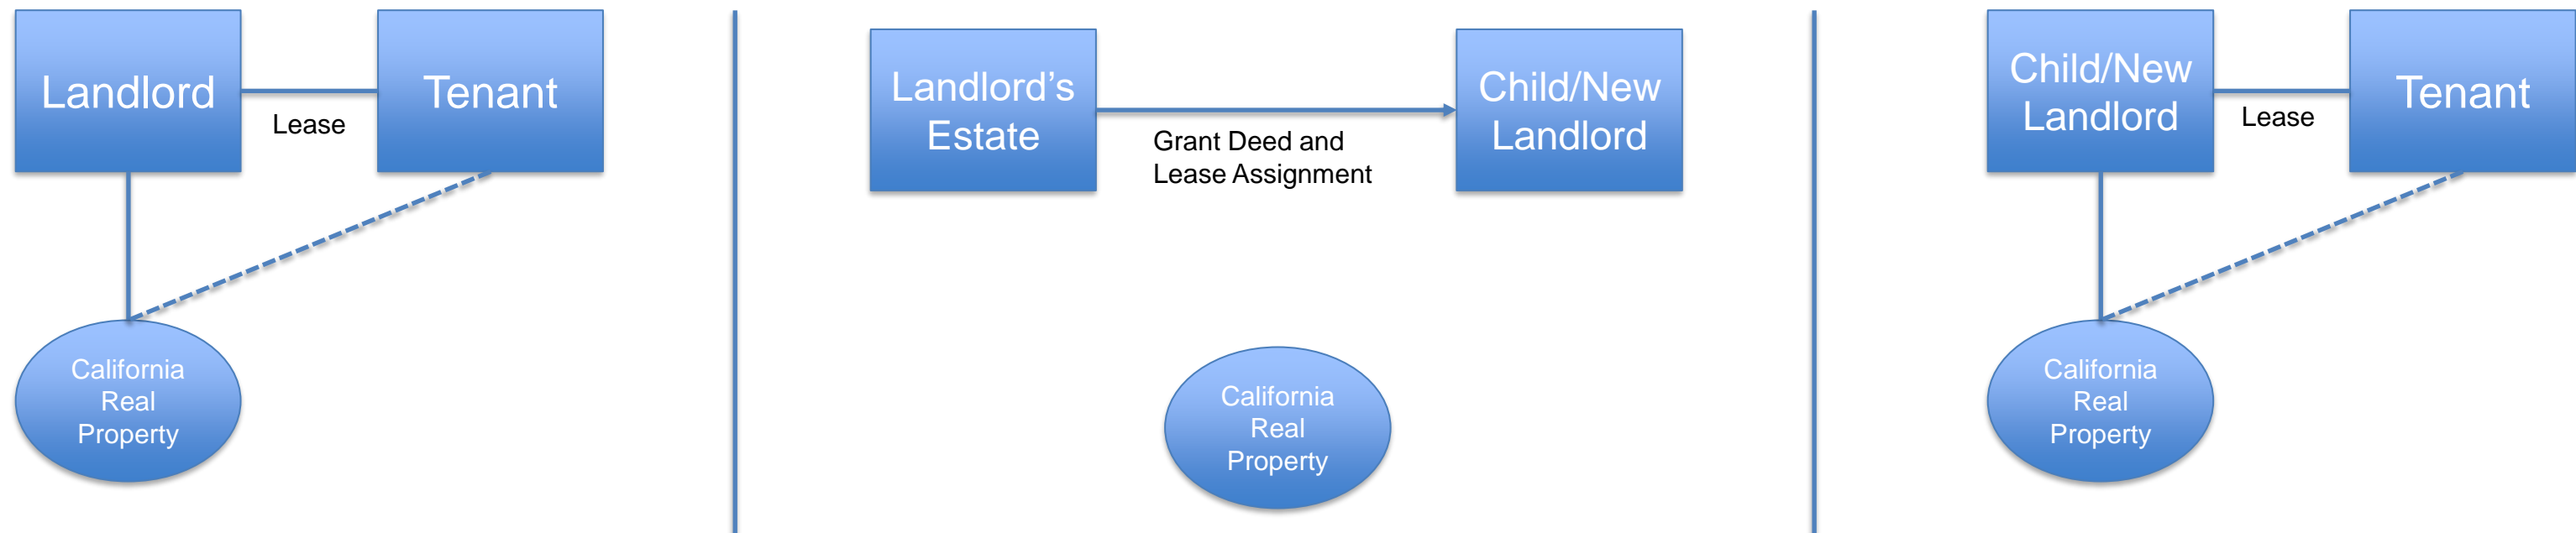 Landlord
Tenant
Lease
California
Real
Property
Landlord's
Estate
Grant Deed and
Lease Assignment
Child/New
Landlord
California
Real
Property
Child/New
Landlord
Lease
Tenant
California
Real
Property